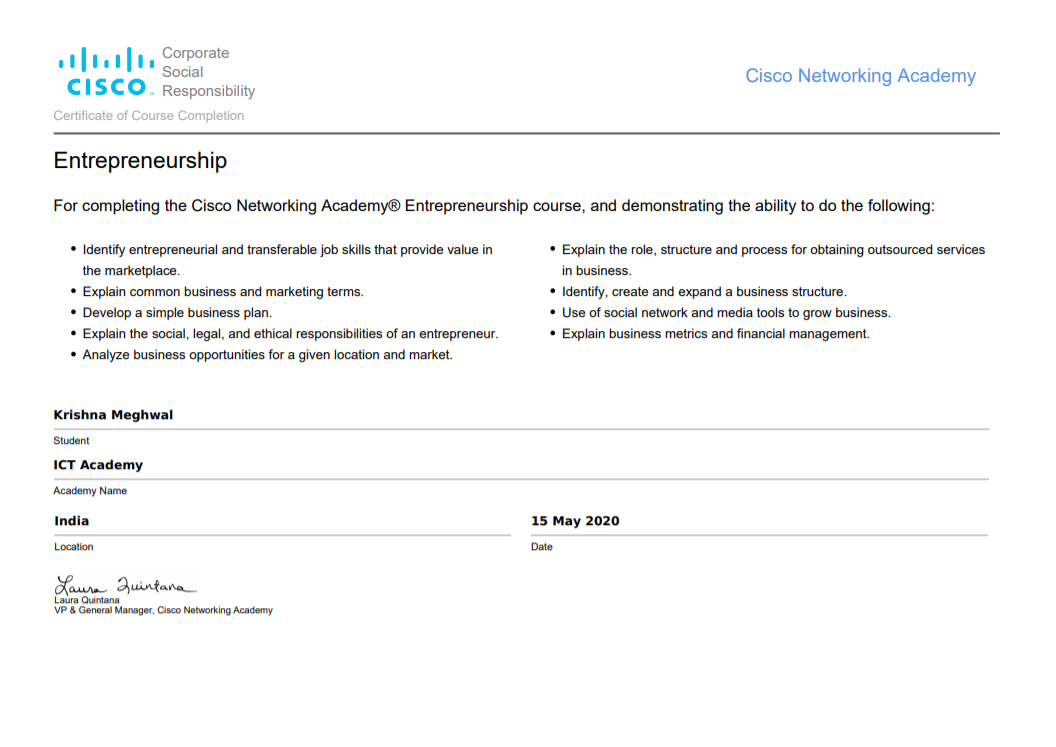 Corporate
Social
CISCO™ Responsibility
Cisco Networking Academy
Certificate of Course Completion
Entrepreneurship
For completing the Cisco Networking Academy® Entrepreneurship course, and demonstrating the ability to do the following:
• Identify entrepreneurial and transferable job skills that provide value in
the marketplace.
• Explain common business and marketing terms.
• Develop a simple business plan.
• Explain the social, legal, and ethical responsibilities of an entrepreneur.
• Analyze business opportunities for a given location and market.
• Explain the role, structure and process for obtaining outsourced services
in business.
• Identify, create and expand a business structure.
• Use of social network and media tools to grow business.
• Explain business metrics and financial management.
Krishna Meghwal
Student
ICT Academy
Academy Name
India
Location
15 May 2020
Date
Laura Quintana
Laura Quintana
VP & General Manager, Cisco Networking Academy